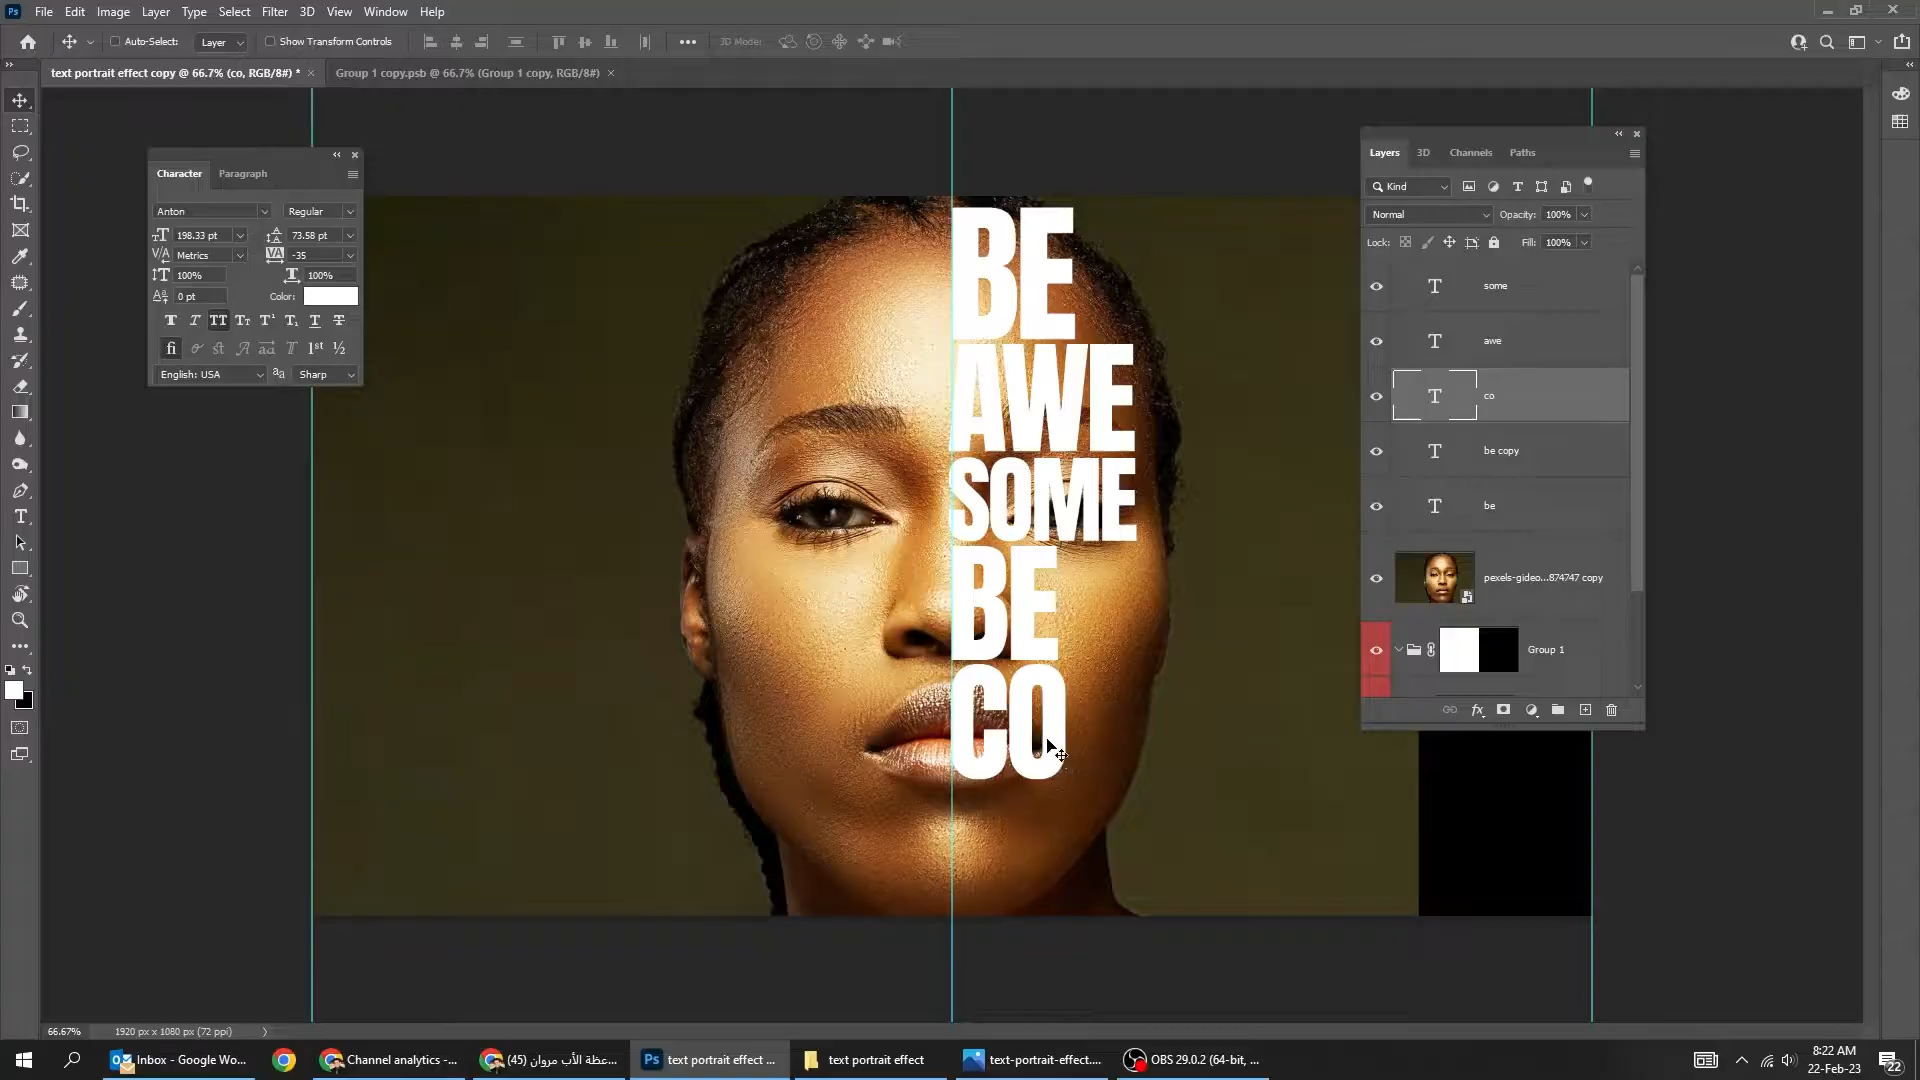 Ps File Edit Image Layer Type Select Filter 3D View Window Help
Auto-Select: Layer Show Transform Controls 3D Mode:
text portrait effect copy @ 66.7% (co, RGB/8#) * Group 1 copy.psb @ 66.7% (Group 1 copy, RGB/8#)
Character Paragraph
Anton Regular
198.33 pt 73.58 pt
Metrics -35
100% 100%
0 pt Color:
English: USA Sharp
BE
AWE
SOME
BE
CO
Layers 3D Channels Paths
Kind
Normal Opacity: 100%
Lock: Fill: 100%
some
awe
co
be copy
be
pexels-gideo...874747 copy
Group 1
66.67% 1920 px x 1080 px (72 ppi)
Inbox - Google Wo... Channel analytics -... (45) عظة الأب مروان... text portrait effect ... text portrait effect text-portrait-effect.... OBS 29.0.2 (64-bit, ...
8:22 AM
22-Feb-23
22